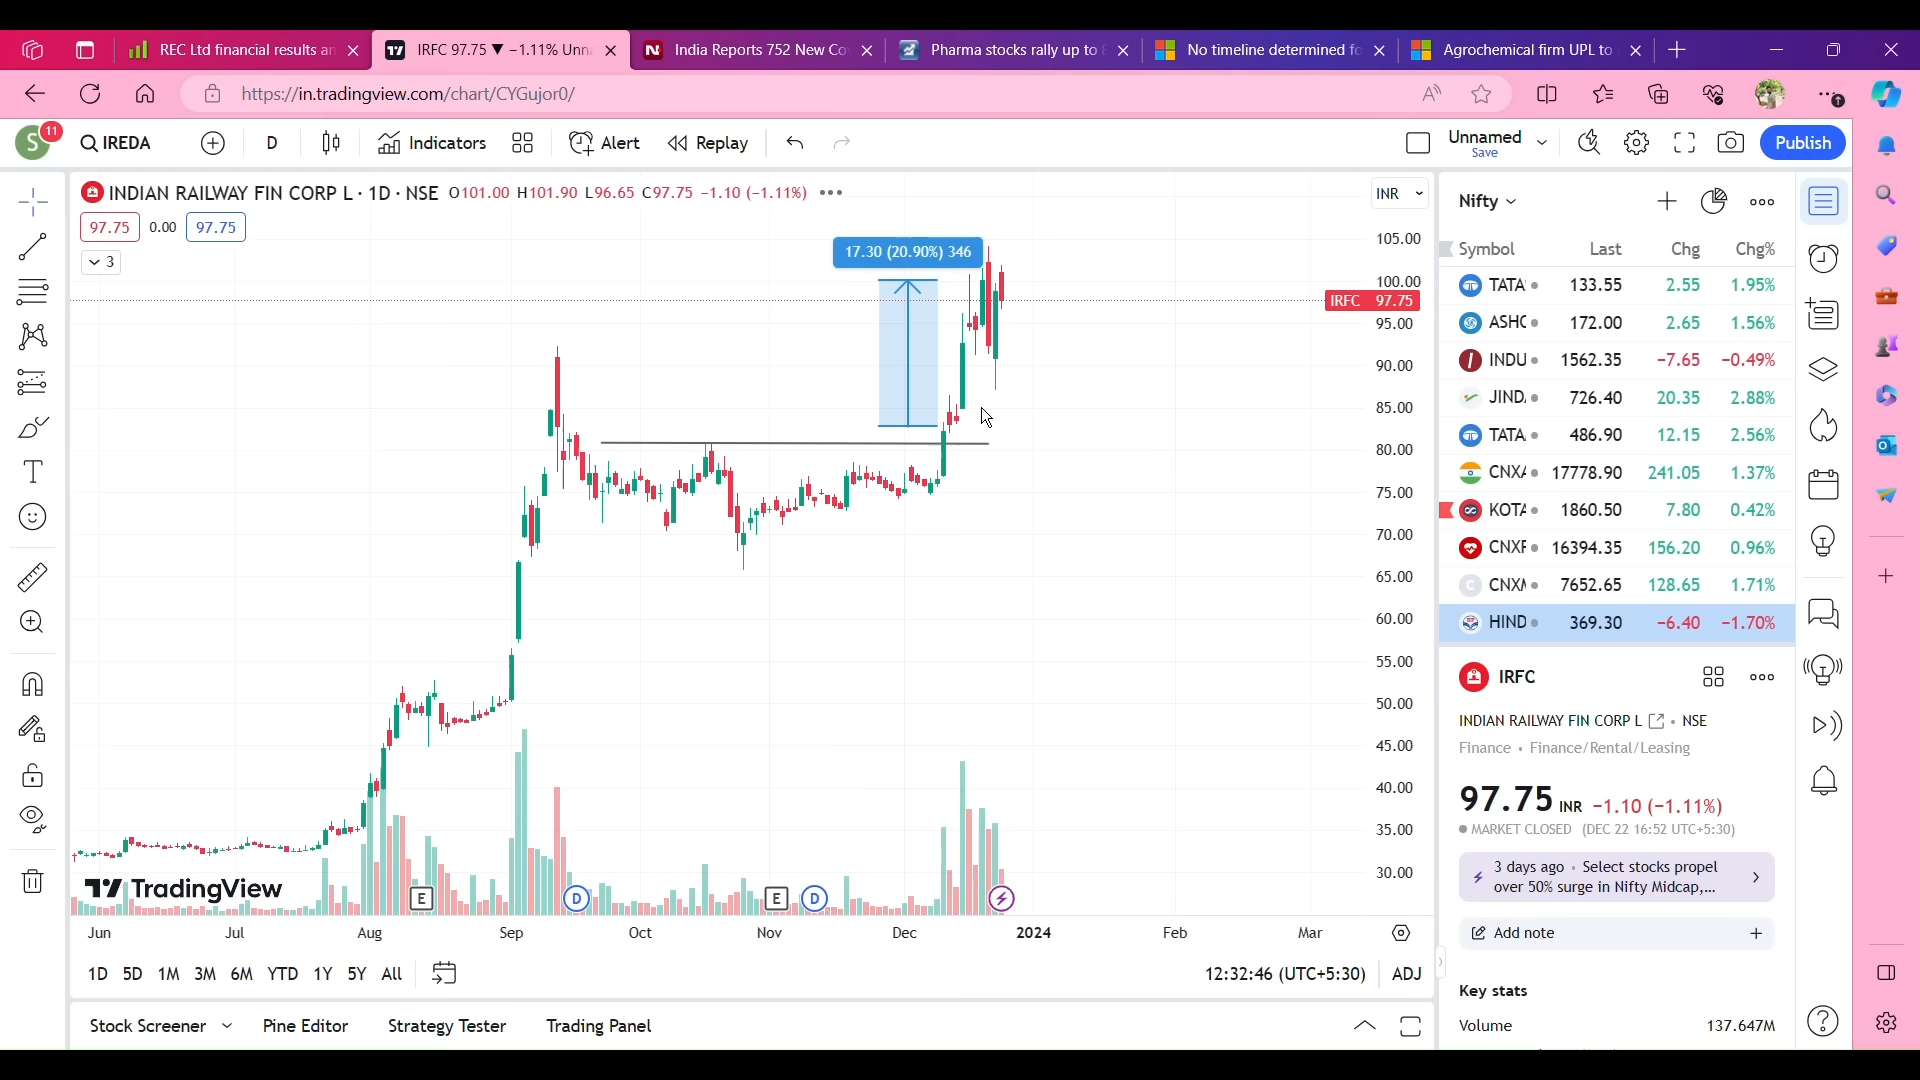 REC Ltd financial results an
IRFC 97.75 ▼ −1.11% Unn
India Reports 752 New Co
Pharma stocks rally up to 8
No timeline determined fo
Agrochemical firm UPL to
https://in.tradingview.com/chart/CYGujor0/
S 11 IREDA D Indicators Alert Replay Unnamed Save Publish
INDIAN RAILWAY FIN CORP L · 1D · NSE O101.00 H101.90 L96.65 C97.75 −1.10 (−1.11%)
INR
97.75 0.00 97.75
3
17.30 (20.90%) 346
105.00
100.00
IRFC 97.75
95.00
90.00
85.00
80.00
75.00
70.00
65.00
60.00
55.00
50.00
45.00
40.00
35.00
30.00
TradingView
E D E D
Jun Jul Aug Sep Oct Nov Dec 2024 Feb Mar
1D 5D 1M 3M 6M YTD 1Y 5Y All 12:32:46 (UTC+5:30) ADJ
Stock Screener Pine Editor Strategy Tester Trading Panel
Nifty
Symbol Last Chg Chg%
TATA 133.55 2.55 1.95%
ASHO 172.00 2.65 1.56%
INDU 1562.35 −7.65 −0.49%
JIND 726.40 20.35 2.88%
TATA 486.90 12.15 2.56%
CNXA 17778.90 241.05 1.37%
KOTA 1860.50 7.80 0.42%
CNXP 16394.35 156.20 0.96%
C CNXM 7652.65 128.65 1.71%
HIND 369.30 −6.40 −1.70%
IRFC
INDIAN RAILWAY FIN CORP L · NSE
Finance · Finance/Rental/Leasing
97.75 INR −1.10 (−1.11%)
MARKET CLOSED (DEC 22 16:52 UTC+5:30)
3 days ago · Select stocks propel
over 50% surge in Nifty Midcap,...
Add note
Key stats
Volume 137.647M